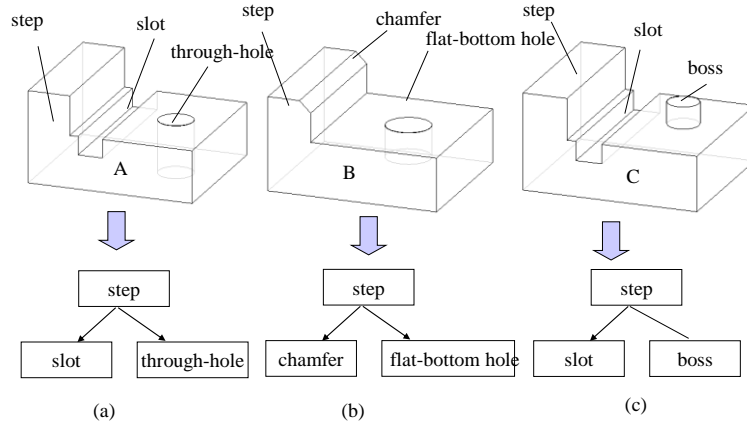 step
slot
through-hole
A
step
chamfer
flat-bottom hole
B
step
slot
boss
C
step
slot
through-hole
(a)
step
chamfer
flat-bottom hole
(b)
step
slot
boss
(c)